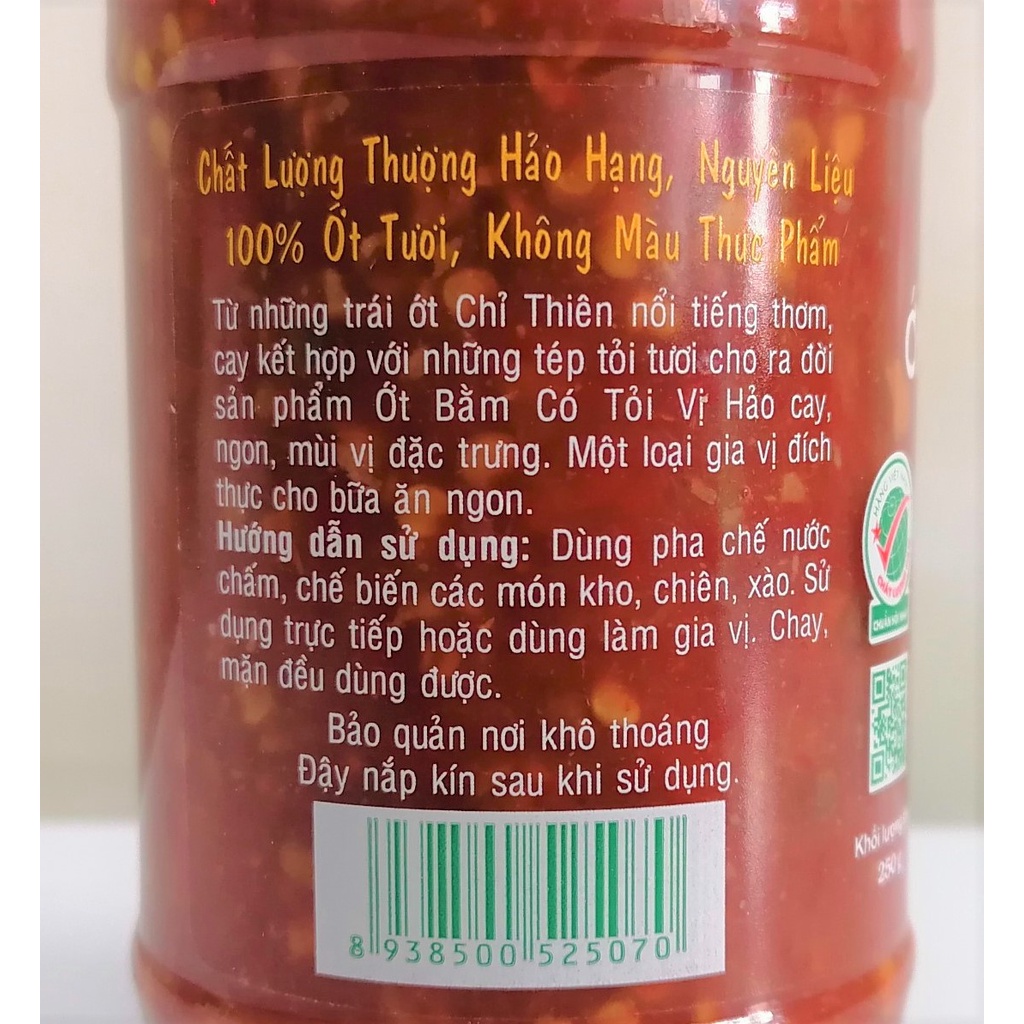 Chất Lượng Thượng Hảo Hạng, Nguyên Liệu
100% Ớt Tươi, Không Màu Thực Phẩm
Từ những trái ớt Chỉ Thiên nổi tiếng thơm,
cay kết hợp với những tép tỏi tươi cho ra đời
sản phẩm Ớt Bằm Có Tỏi Vị Hảo cay,
ngon, mùi vị đặc trưng. Một loại gia vị đích
thực cho bữa ăn ngon.
Hướng dẫn sử dụng: Dùng pha chế nước
chấm, chế biến các món kho, chiên, xào. Sử
dụng trực tiếp hoặc dùng làm gia vị. Chay,
mặn đều dùng được.
Bảo quản nơi khô thoáng
Đậy nắp kín sau khi sử dụng.
8 938500 525070
HÀNG VIỆT
Khối lượng
250 g